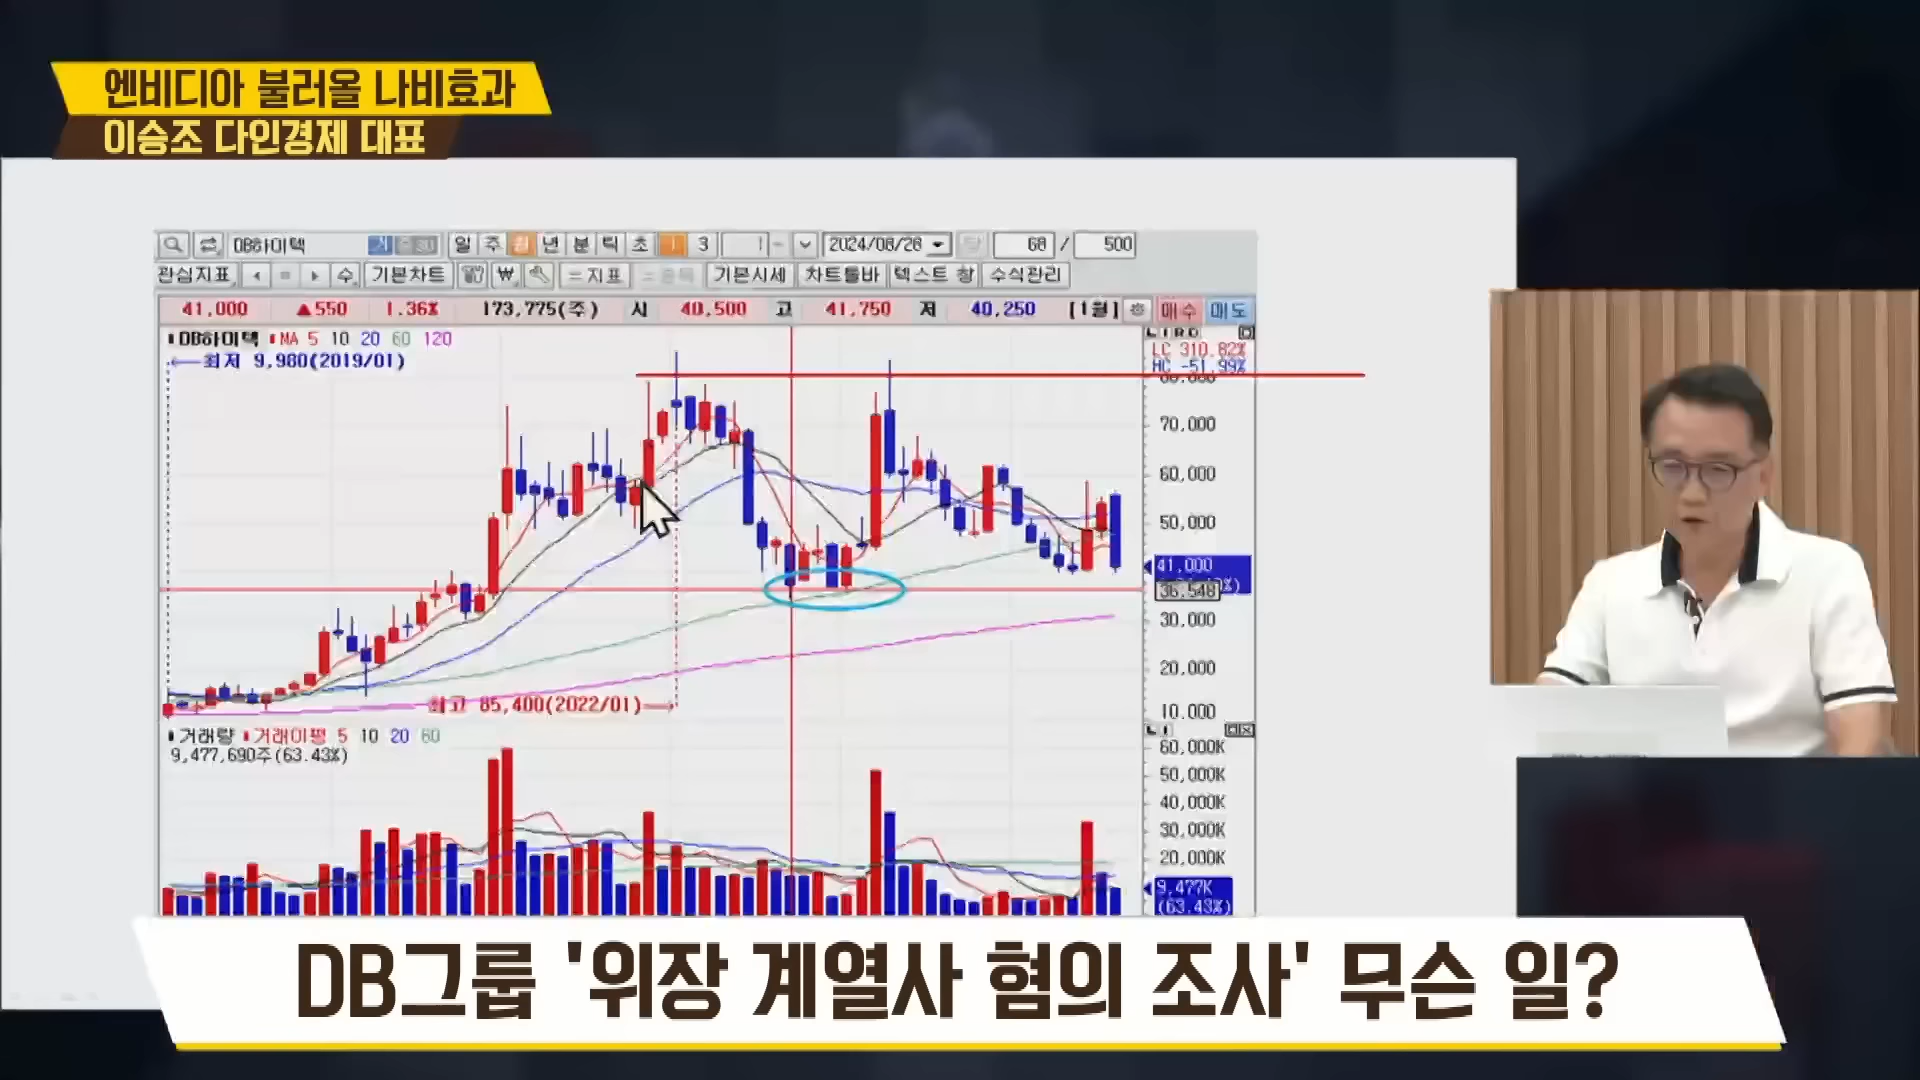 엔비디아 불러올 나비효과
이승조 다인경제 대표
DB하이텍 일 주 월 년 분 틱 초 3 1 2024/08/26 68 / 500
관심지표 수 기본차트 ₩ 지표 기본시세 차트툴바 텍스트 창 수식관리
41,000 ▲550 1.36% 173,775(주) 시 40,500 고 41,750 저 40,250 [1월] 매수 매도
DB하이텍 MA 5 10 20 60 120
LC 310.82%
최저 9,980(2019/01)
HC -51.99%
80.000
70.000
60.000
50.000
41,000
36.548
30.000
20.000
최고 85,400(2022/01)
10.000
거래량 거래이평 5 10 20 60
9,477,690주(63.43%)
60,000K
50,000K
40,000K
30,000K
20,000K
9,477K
(63.43%)
DB그룹 '위장 계열사 혐의 조사' 무슨 일?